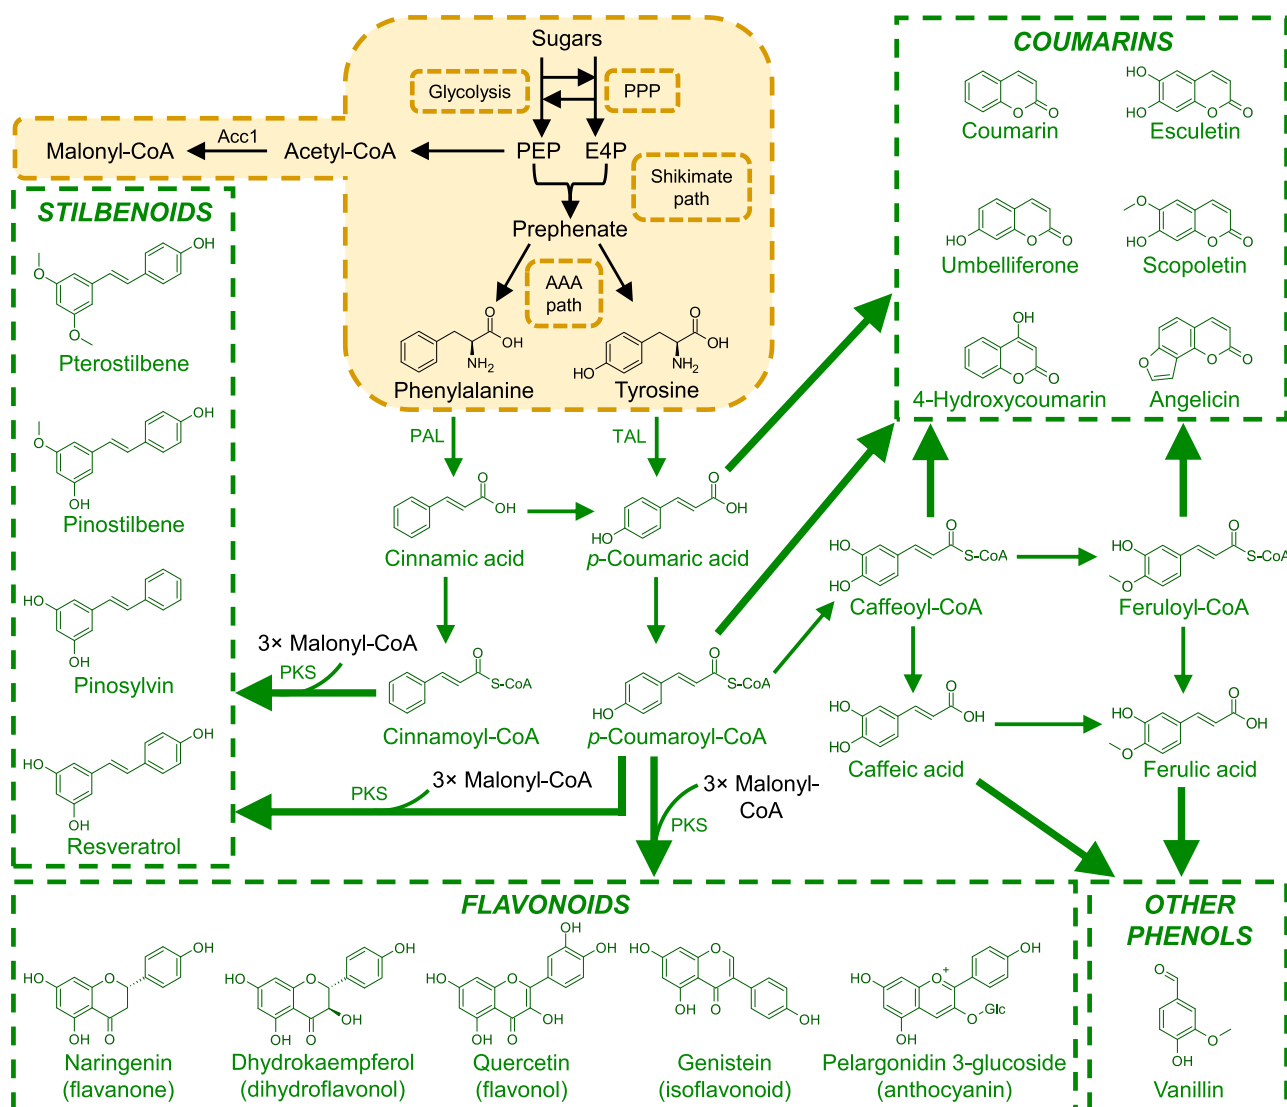 Sugars
Glycolysis
PPP
Malonyl-CoA
Acc1
Acetyl-CoA
PEP
E4P
Shikimate
path
Prephenate
AAA
path
O
OH
NH2
Phenylalanine
HO
O
OH
NH2
Tyrosine
COUMARINS
O
O
Coumarin
HO
HO
O
O
Esculetin
HO
O
O
Umbelliferone
O
HO
O
O
Scopoletin
OH
O
O
4-Hydroxycoumarin
O
O
O
Angelicin
STILBENOIDS
OH
O
O
Pterostilbene
OH
O
OH
Pinostilbene
HO
OH
Pinosylvin
OH
HO
OH
Resveratrol
PAL
TAL
O
OH
Cinnamic acid
O
OH
HO
p-Coumaric acid
O
S-CoA
HO
HO
Caffeoyl-CoA
O
S-CoA
HO
O
Feruloyl-CoA
3× Malonyl-CoA
PKS
O
S-CoA
Cinnamoyl-CoA
O
S-CoA
HO
p-Coumaroyl-CoA
O
OH
HO
HO
Caffeic acid
O
OH
HO
O
Ferulic acid
3× Malonyl-CoA
PKS
3× Malonyl-
CoA
PKS
FLAVONOIDS
OH
HO
O
OH
O
Naringenin
(flavanone)
OH
HO
O
OH
OH
O
Dhydrokaempferol
(dihydroflavonol)
OH
OH
HO
O
OH
OH
O
Quercetin
(flavonol)
HO
O
OH
O
OH
Genistein
(isoflavonoid)
OH
HO
O+
O
Glc
OH
Pelargonidin 3-glucoside
(anthocyanin)
OTHER
PHENOLS
O
O
OH
Vanillin